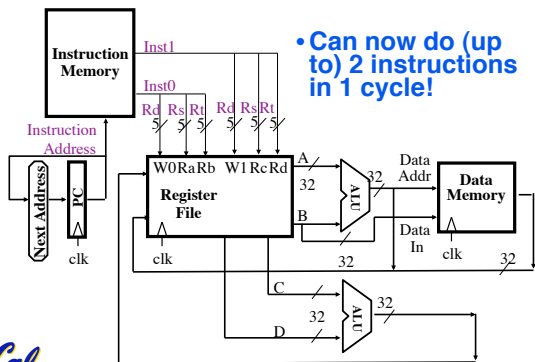 Instruction
Memory
Inst1
Inst0
• Can now do (up
to) 2 instructions
in 1 cycle!
Rd Rs Rt
5 5 5
Rd Rs Rt
5 5 5
Instruction
Address
Next Address
PC
clk
W0 Ra Rb W1 Rc Rd
Register
File
clk
A
32
B
ALU
32
Data
Addr
Data
In
Data
Memory
clk
32
32
C
32
D
32
ALU
32
Cal